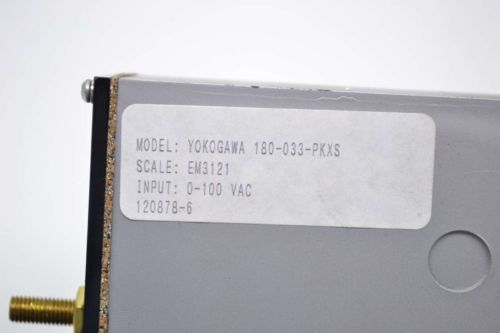 MODEL: YOKOGAWA 180-033-PKXS
SCALE: EM3121
INPUT: 0-100 VAC
120878-6